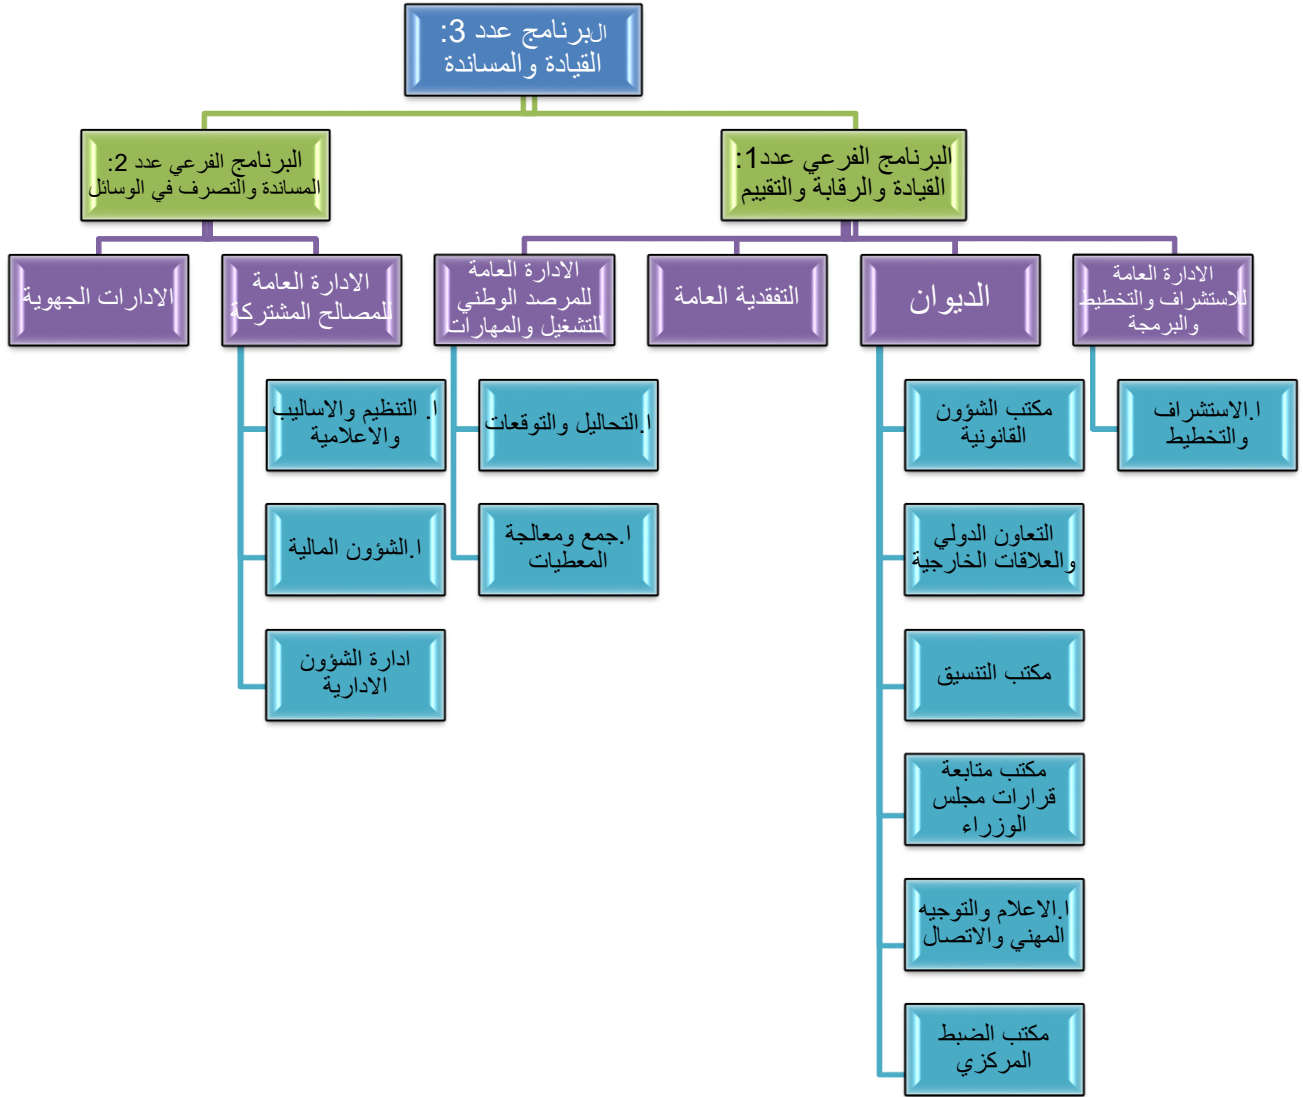 البرنامج عدد 3:
القيادة والمساندة
البرنامج الفرعي عدد1:
القيادة والرقابة والتقييم
البرنامج الفرعي عدد 2:
المساندة والتصرف في الوسائل
الادارة العامة
للاستشراف والتخطيط
والبرمجة
الديوان
التفقدية العامة
الادارة العامة
للمرصد الوطني
للتشغيل والمهارات
الادارة العامة
للمصالح المشتركة
الادارات الجهوية
ا.الاستشراف
والتخطيط
مكتب الشؤون
القانونية
التعاون الدولي
والعلاقات الخارجية
مكتب التنسيق
مكتب متابعة
قرارات مجلس
الوزراء
ا.الاعلام والتوجيه
المهني والاتصال
مكتب الضبط
المركزي
ا.التحاليل والتوقعات
ا.جمع ومعالجة
المعطيات
ا. التنظيم والاساليب
والاعلامية
ا.الشؤون المالية
ادارة الشؤون
الادارية